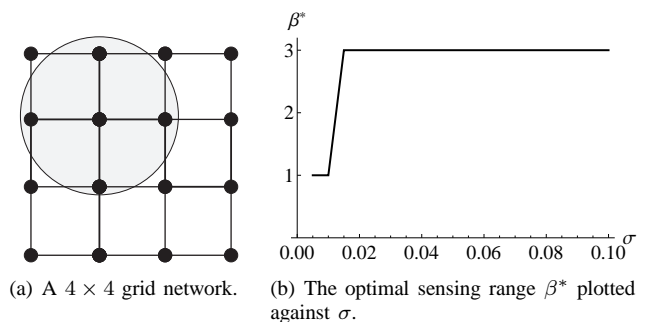 β*
3
2
1
0.00 0.02 0.04 0.06 0.08 0.10 σ
(a) A 4 × 4 grid network.
(b) The optimal sensing range β* plotted
against σ.